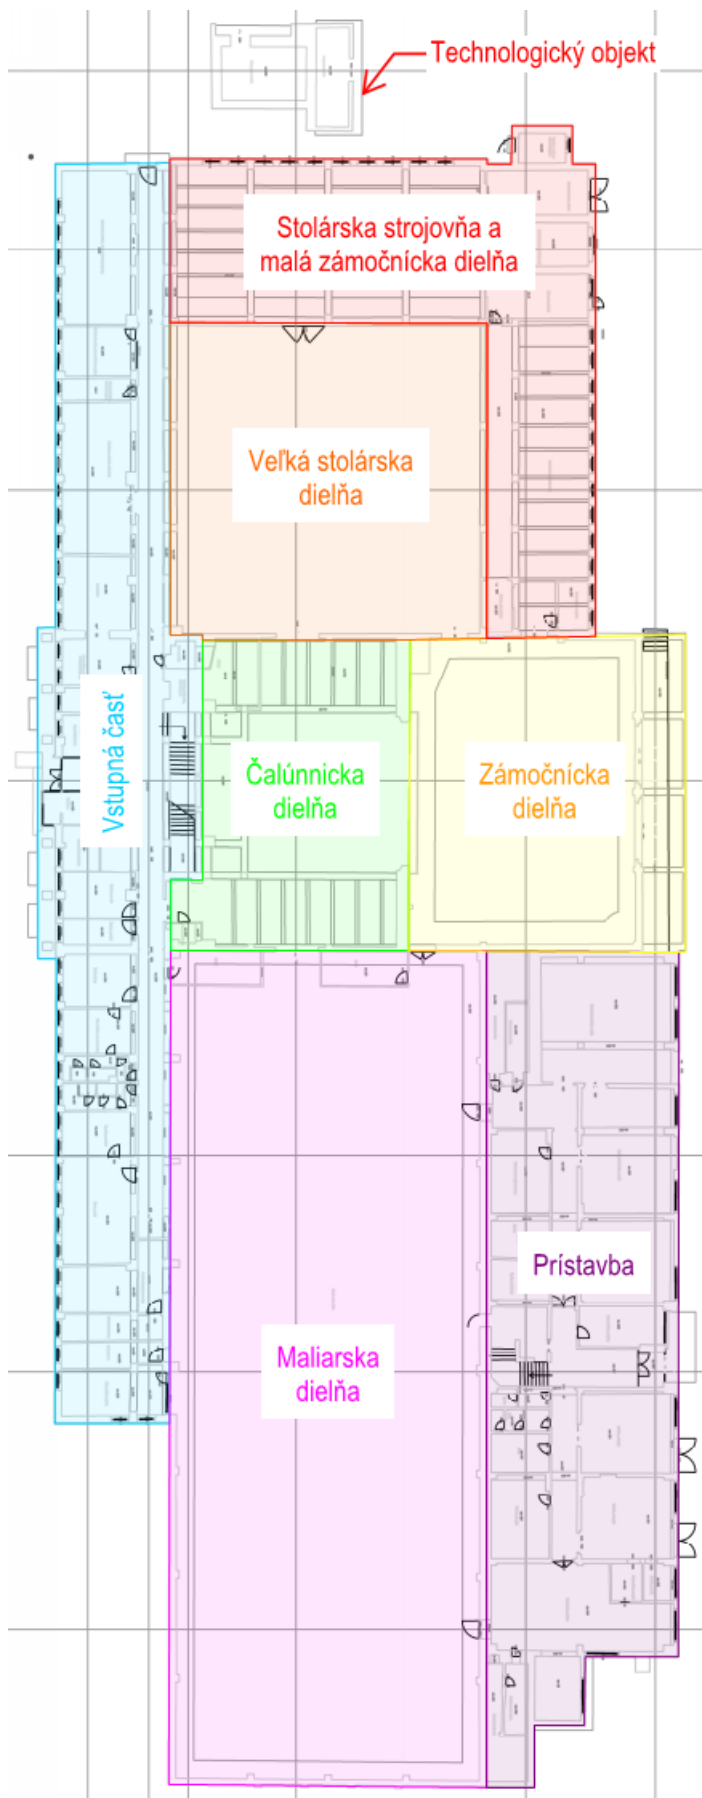 Technologický objekt
Stolárska strojovňa a
malá zámočnícka dielňa
Veľká stolárska
dielňa
Vstupná časť
Čalúnnicka
dielňa
Zámočnícka
dielňa
Prístavba
Maliarska
dielňa